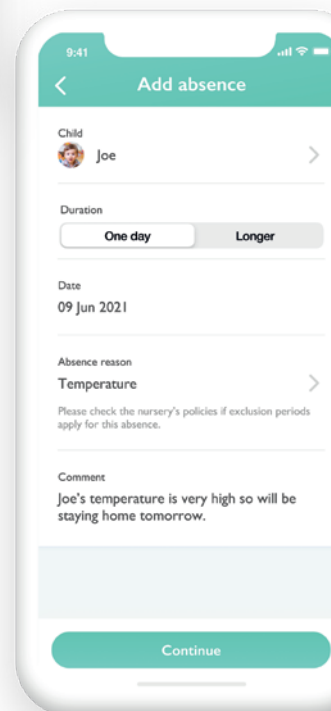 9:41
Add absence
Child
Joe
Duration
One day Longer
Date
09 Jun 2021
Absence reason
Temperature
Please check the nursery's policies if exclusion periods
apply for this absence.
Comment
Joe's temperature is very high so will be
staying home tomorrow.
Continue